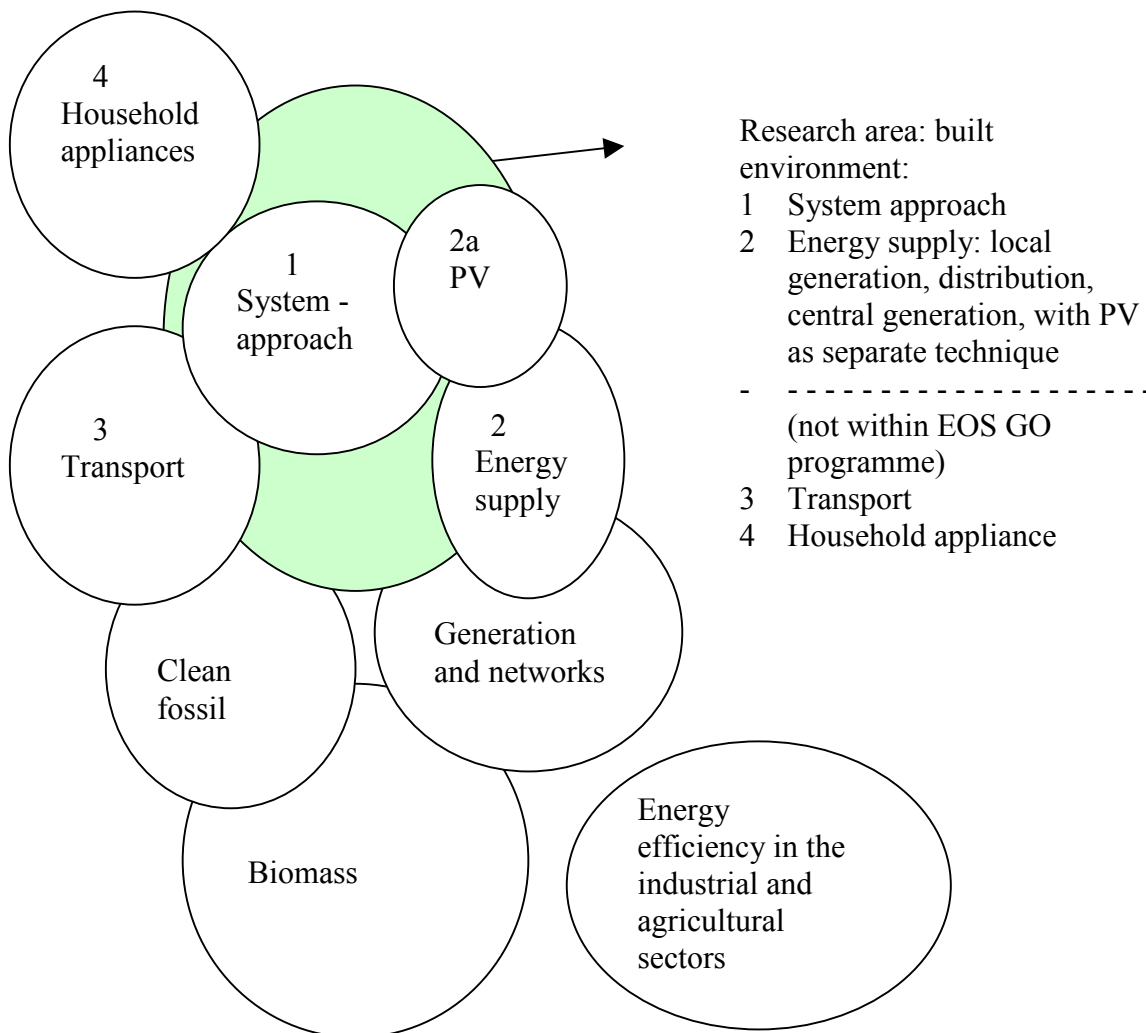 4
Household
appliances
1
System -
approach
2a
PV
3
Transport
2
Energy
supply
Clean
fossil
Generation
and networks
Biomass
Energy
efficiency in the
industrial and
agricultural
sectors
Research area: built
environment:
1 System approach
2 Energy supply: local
generation, distribution,
central generation, with PV
as separate technique
- - - - - - - - - - - - - - - - - - - - -
(not within EOS GO
programme)
3 Transport
4 Household appliance